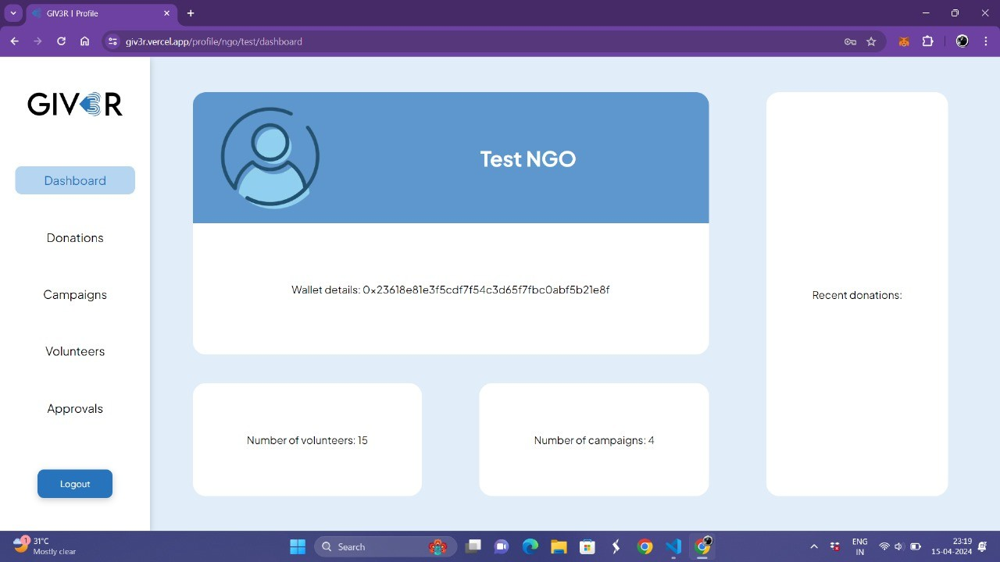 GIV3R | Profile
giv3r.vercel.app/profile/ngo/test/dashboard
GIV3R
Dashboard
Donations
Campaigns
Volunteers
Approvals
Logout
Test NGO
Wallet details: 0x23618e81e3f5cdf7f54c3d65f7fbc0abf5b21e8f
Number of volunteers: 15
Number of campaigns: 4
Recent donations:
1
31°C
Mostly clear
Search
ENG
IN
23:19
15-04-2024